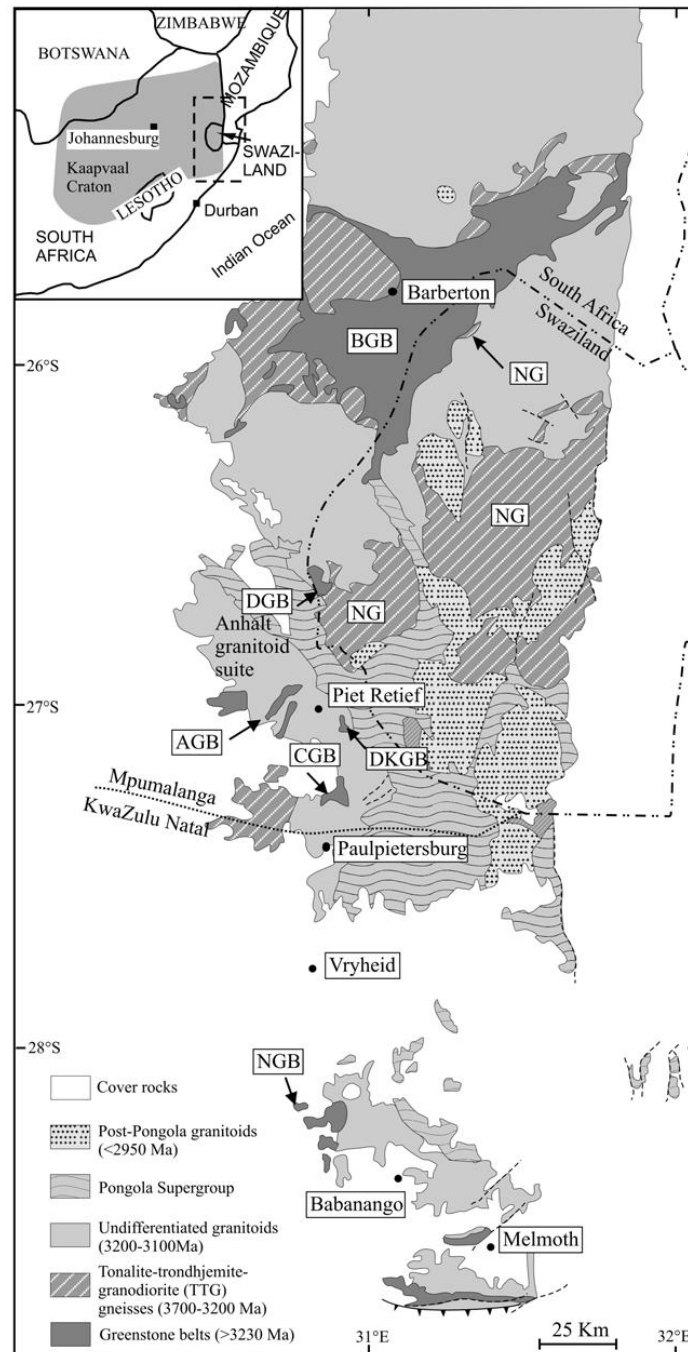 ZIMBABWE
BOTSWANA
MOZAMBIQUE
Johannesburg
Kaapvaal
Craton
SWAZI-
LAND
LESOTHO
Durban
SOUTH
AFRICA
Indian Ocean
Barberton
South Africa
Swaziland
BGB
NG
26°S
NG
DGB
NG
Anhalt
granitoid
suite
Piet Retief
27°S
AGB
CGB
DKGB
Mpumalanga
KwaZulu Natal
Paulpietersburg
Vryheid
28°S
NGB
Babanango
Melmoth
Cover rocks
Post-Pongola granitoids
(<2950 Ma)
Pongola Supergroup
Undifferentiated granitoids
(3200-3100Ma)
Tonalite-trondhjemite-
granodiorite (TTG)
gneisses (3700-3200 Ma)
Greenstone belts (>3230 Ma)
31°E
25 Km
32°E